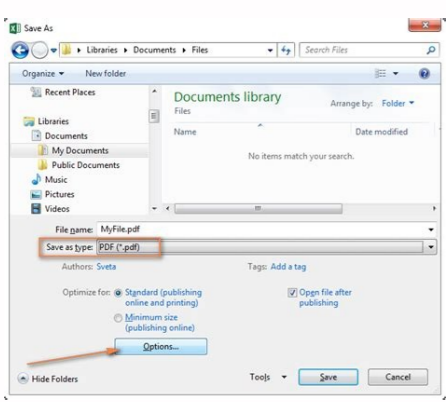 Save As
Libraries Documents Files
Search Files
Organize New folder
Recent Places
Libraries
Documents
My Documents
Public Documents
Music
Pictures
Videos
Documents library
Files
Arrange by: Folder
Name Date modified
No items match your search.
File name: MyFile.pdf
Save as type: PDF (*.pdf)
Authors: Sveta Tags: Add a tag
Optimize for: Standard (publishing
online and printing)
Minimum size
(publishing online)
Open file after
publishing
Options...
Hide Folders
Tools Save Cancel